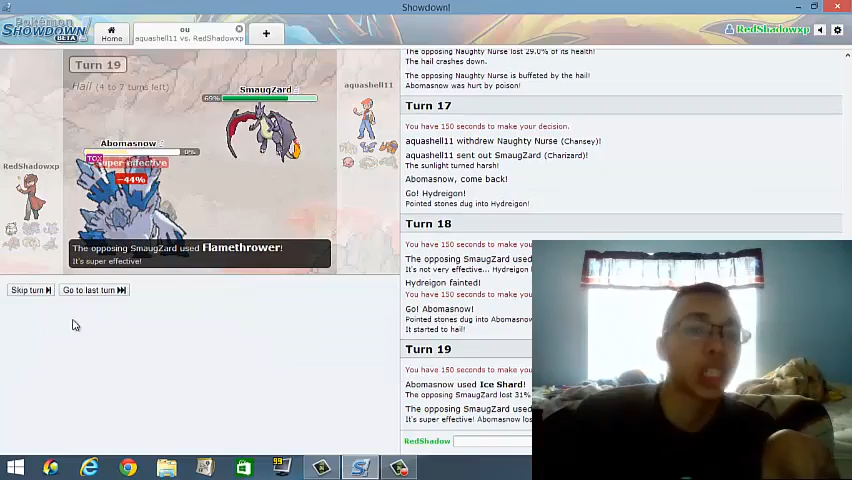 Showdown!
Pokémon
SHOWDOWN
BETA
Home
ou
aquashell11 vs. RedShadowxp
RedShadowxp
Turn 19
Hail (4 to 7 turns left)
SmaugZard
69%
aquashell11
Abomasnow
TOX
0%
Super-effective
−44%
RedShadowxp
The opposing SmaugZard used Flamethrower!
It's super effective!
Skip turn
Go to last turn
The opposing Naughty Nurse lost 29.0% of its health!
The hail crashes down.
The opposing Naughty Nurse is buffeted by the hail!
Abomasnow was hurt by poison!
Turn 17
You have 150 seconds to make your decision.
aquashell11 withdrew Naughty Nurse (Chansey)!
aquashell11 sent out SmaugZard (Charizard)!
The sunlight turned harsh!
Abomasnow, come back!
Go! Hydreigon!
Pointed stones dug into Hydreigon!
Turn 18
The opposing SmaugZard used
It's not very effective... Hydreigon
Hydreigon fainted!
You have 150 seconds to make your
Go! Abomasnow!
Pointed stones dug into Abomasnow
It started to hail!
Turn 19
You have 150 seconds to make your
Abomasnow used Ice Shard!
The opposing SmaugZard lost 31%
The opposing SmaugZard used
It's super effective! Abomasnow los
RedShadow
99